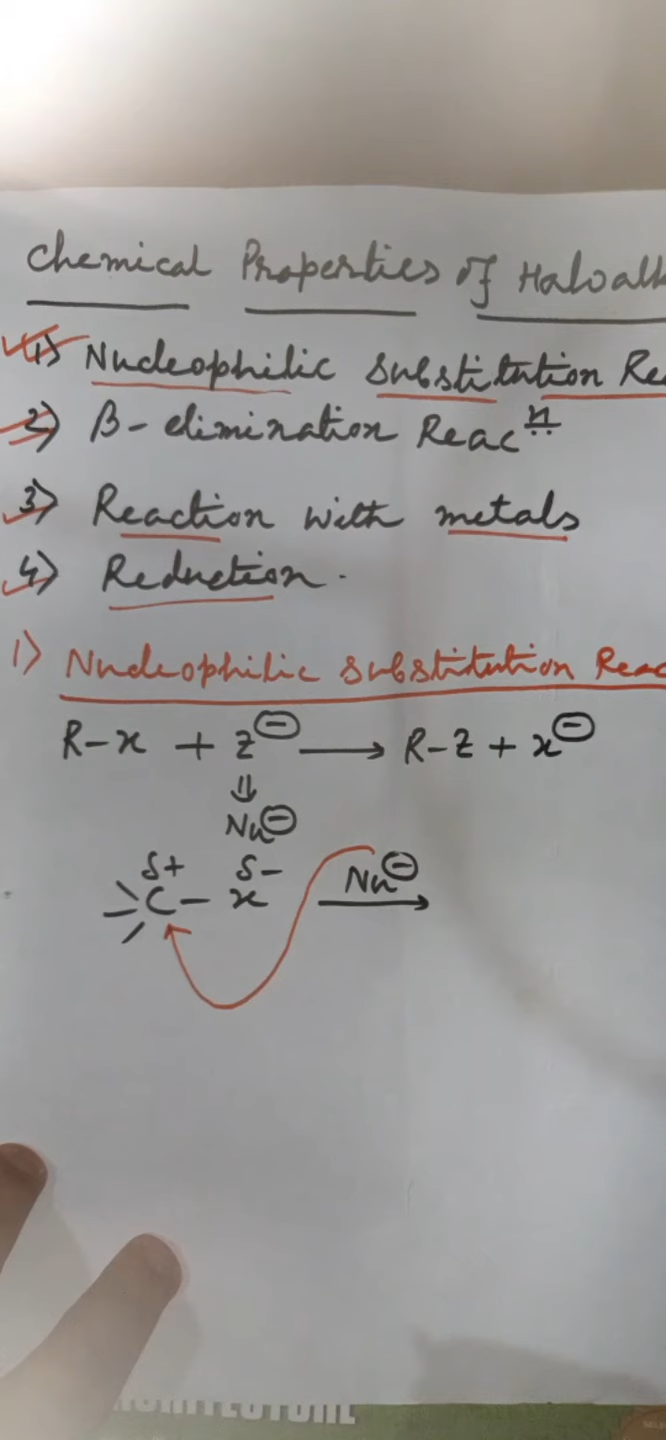 Chemical Properties of Haloalk
1) Nucleophilic substitution Rea
2) β-elimination Reacⁿ
3) Reaction with metals
4) Reduction.
1) Nucleophilic substitution Reac
R-x + z⊖ ⟶ R-Z + x⊖
⇓
Nu⊖
δ+ δ-
C - x Nu⊖ ⟶